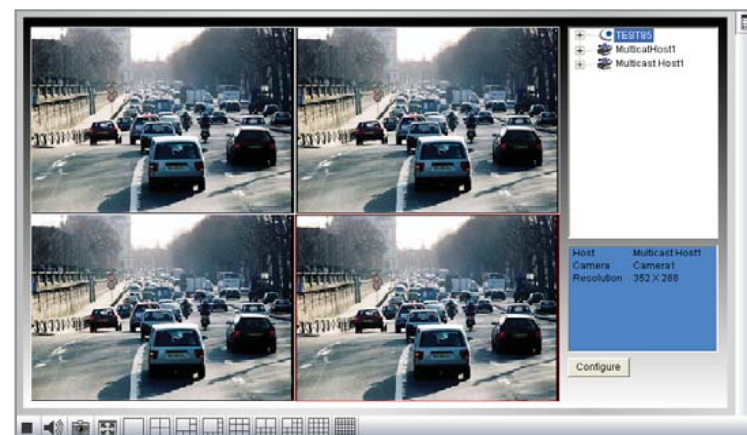 TEST85
MulticatHost1
Multicast Host1
Host Multicast Host1
Camera Camera1
Resolution 352 X 288
Configure